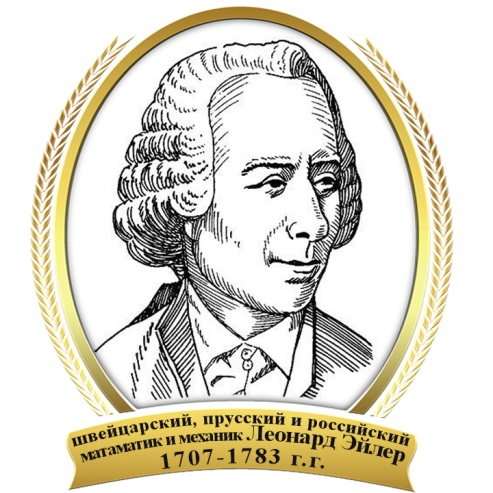 швейцарский, прусский и российский
матаматик и механик Леонард Эйлер
1707-1783 г.г.